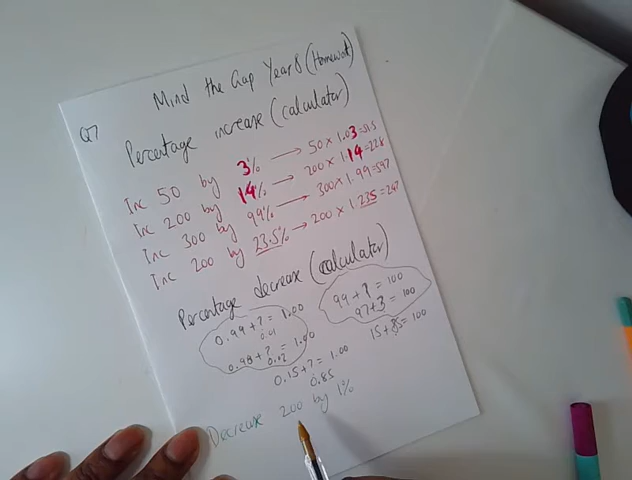 Mind the Gap Year 8 (Homework)
Q7
Percentage increase (calculator)
Inc 50 by 3% → 50 × 1.03 = 51.5
Inc 200 by 14% → 200 × 1.14 = 228
Inc 300 by 99% → 300 × 1.99 = 597
Inc 200 by 23.5% → 200 × 1.235 = 247
Percentage decrease (calculator)
0.99 + ? = 1.00
0.01
0.98 + ? = 1.00
0.02
99 + ? = 100
97 + 3 = 100
15 + 85 = 100
0.15 + ? = 1.00
0.85
Decrease 200 by 1%